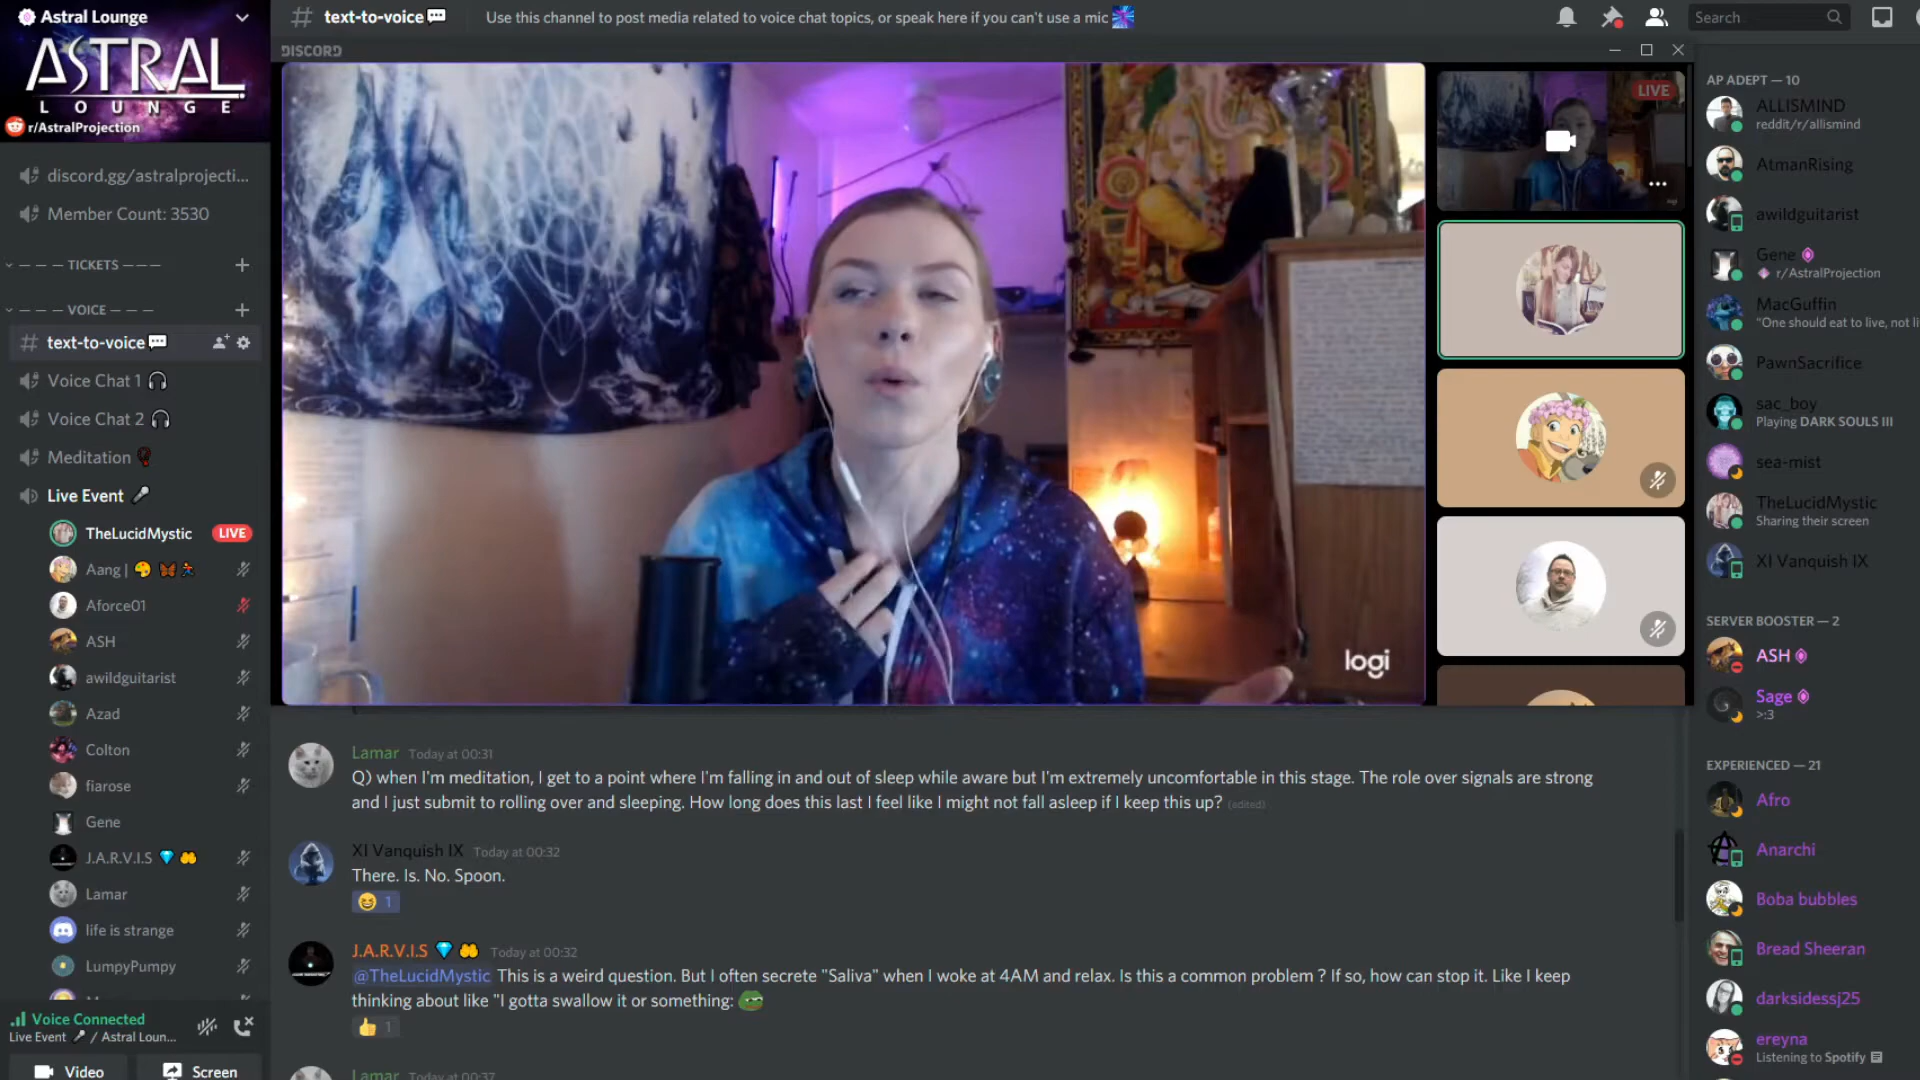 Astral Lounge
ASTRAL
LOUNGE
r/AstralProjection
discord.gg/astralprojecti...
Member Count: 3530
— — — TICKETS — — —
— — — VOICE — — —
text-to-voice
Voice Chat 1
Voice Chat 2
Meditation
Live Event
TheLucidMystic LIVE
Aang |
Aforce01
ASH
awildguitarist
Azad
Colton
fiarose
Gene
J.A.R.V.I.S
Lamar
life is strange
LumpyPumpy
Voice Connected
Live Event / Astral Loun...
Video
Screen
# text-to-voice Use this channel to post media related to voice chat topics, or speak here if you can't use a mic
Search
DISCORD
LIVE
logi
Lamar Today at 00:31
Q) when I'm meditation, I get to a point where I'm falling in and out of sleep while aware but I'm extremely uncomfortable in this stage. The role over signals are strong
and I just submit to rolling over and sleeping. How long does this last I feel like I might not fall asleep if I keep this up? (edited)
XI Vanquish IX Today at 00:32
There. Is. No. Spoon.
1
J.A.R.V.I.S Today at 00:32
@TheLucidMystic This is a weird question. But I often secrete "Saliva" when I woke at 4AM and relax. Is this a common problem ? If so, how can stop it. Like I keep
thinking about like "I gotta swallow it or something:
1
Lamar Today at 00:37
AP ADEPT — 10
ALLISMIND
reddit/r/allismind
AtmanRising
awildguitarist
Gene
r/AstralProjection
MacGuffin
"One should eat to live, not li
PawnSacrifice
sac_boy
Playing DARK SOULS III
sea-mist
TheLucidMystic
Sharing their screen
XI Vanquish IX
SERVER BOOSTER — 2
ASH
Sage
>:3
EXPERIENCED — 21
Afro
Anarchi
Boba bubbles
Bread Sheeran
darksidessj25
ereyna
Listening to Spotify